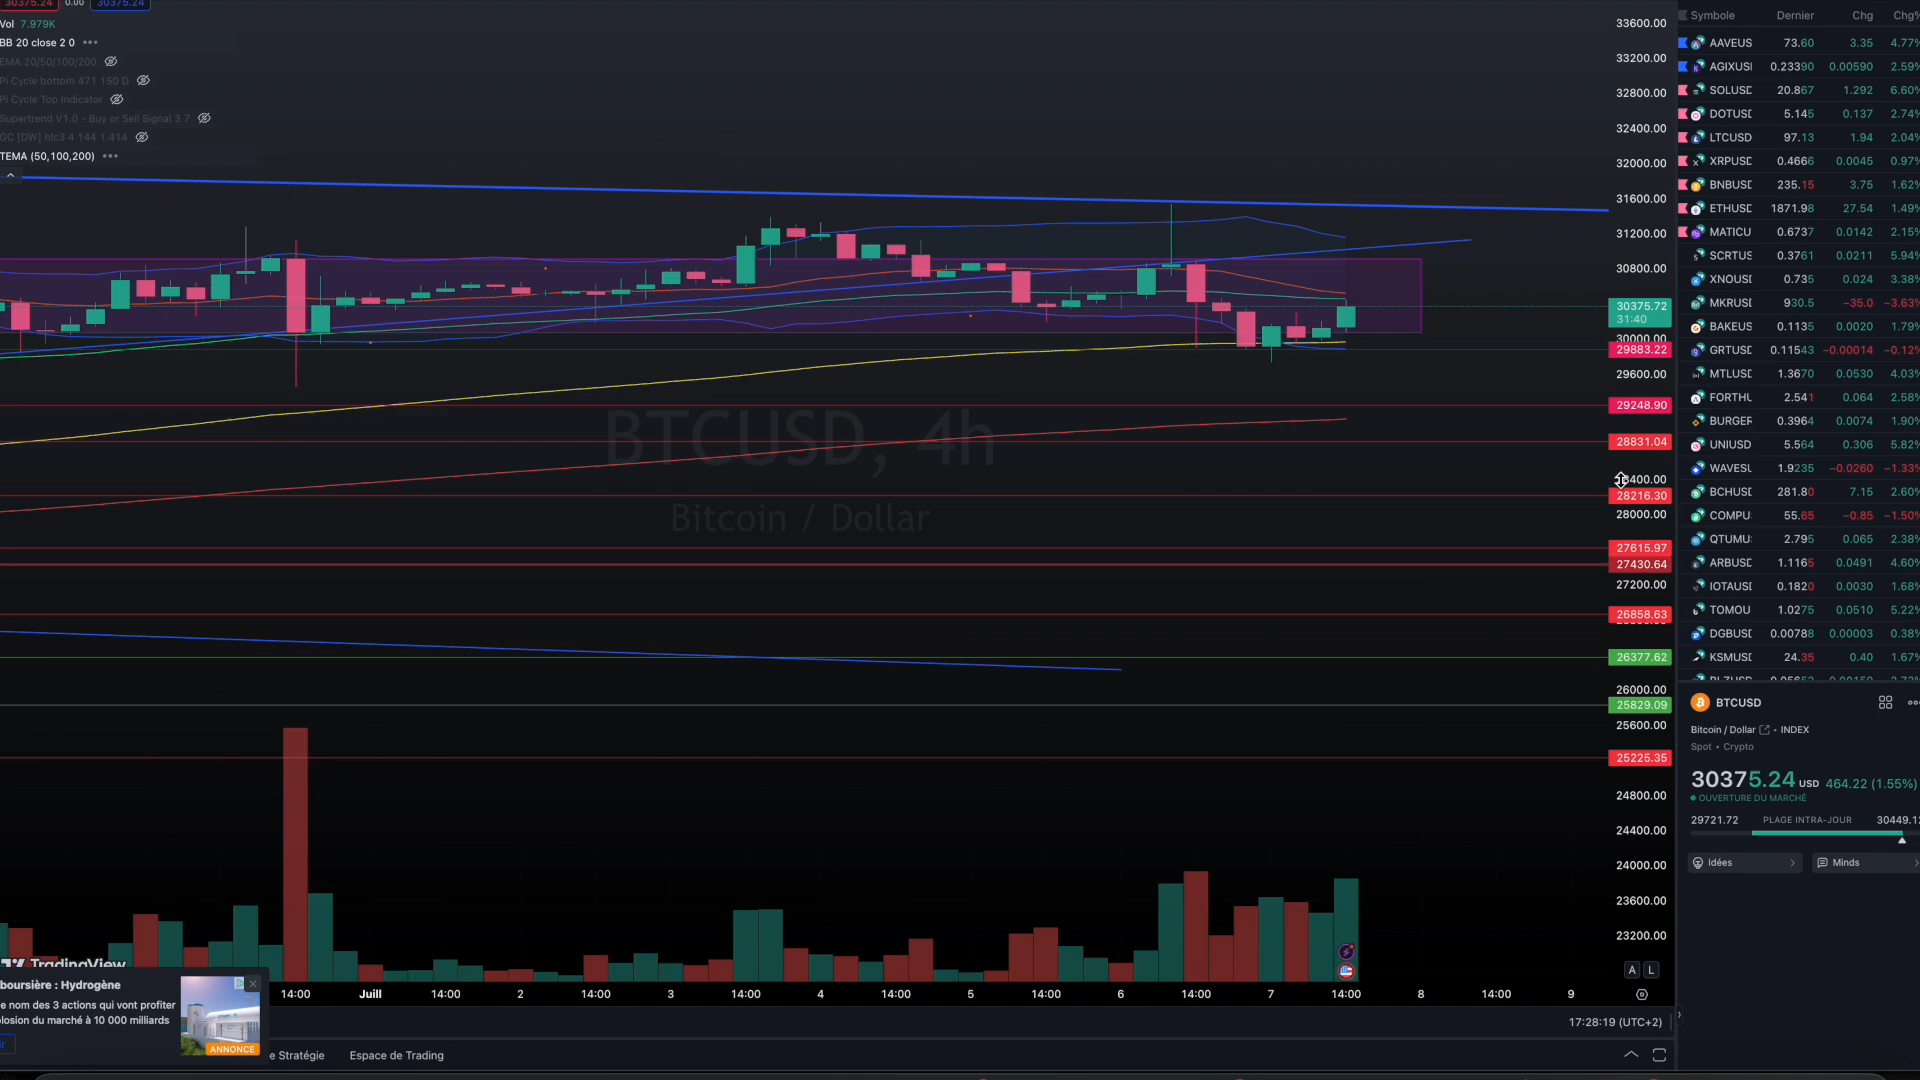 30375.24 0.00 30375.24
Vol 7.979K
BB 20 close 2 0
EMA 20/50/100/200
Pi Cycle bottom 471 150 D
Pi Cycle Top Indicator
Supertrend V1.0 - Buy or Sell Signal 3 7
GC [DW] hlc3 4 144 1.414
TEMA (50,100,200)
BTCUSD, 4h
Bitcoin / Dollar
33600.00
33200.00
32800.00
32400.00
32000.00
31600.00
31200.00
30800.00
30375.72
31:40
30000.00
29883.22
29600.00
29248.90
28831.04
28400.00
28216.30
28000.00
27615.97
27430.64
27200.00
26858.63
26377.62
26000.00
25829.09
25600.00
25225.35
24800.00
24400.00
24000.00
23600.00
23200.00
A L
TradingView
14:00 Juill 14:00 2 14:00 3 14:00 4 14:00 5 14:00 6 14:00 7 14:00 8 14:00 9
boursière : Hydrogène
e nom des 3 actions qui vont profiter
losion du marché à 10 000 milliards
ANNONCE
17:28:19 (UTC+2)
e Stratégie Espace de Trading
Symbole Dernier Chg Chg%
AAVEUS 73.60 3.35 4.77%
AGIXUSI 0.23390 0.00590 2.59%
SOLUSD 20.867 1.292 6.60%
DOTUSD 5.145 0.137 2.74%
LTCUSD 97.13 1.94 2.04%
XRPUSD 0.4666 0.0045 0.97%
BNBUSD 235.15 3.75 1.62%
ETHUSD 1871.98 27.54 1.49%
MATICU 0.6737 0.0142 2.15%
SCRTUS 0.3761 0.0211 5.94%
XNOUSI 0.735 0.024 3.38%
MKRUSI 930.5 −35.0 −3.63%
BAKEUS 0.1135 0.0020 1.79%
GRTUSD 0.11543 −0.00014 −0.12%
MTLUSD 1.3670 0.0530 4.03%
FORTHU 2.541 0.064 2.58%
BURGER 0.3964 0.0074 1.90%
UNIUSD 5.564 0.306 5.82%
WAVESU 1.9235 −0.0260 −1.33%
BCHUSD 281.80 7.15 2.60%
COMPU: 55.65 −0.85 −1.50%
QTUMU: 2.795 0.065 2.38%
ARBUSD 1.1165 0.0491 4.60%
IOTAUSI 0.1820 0.0030 1.68%
TOMOU 1.0275 0.0510 5.22%
DGBUSI 0.00788 0.00003 0.38%
KSMUSI 24.35 0.40 1.67%
BTCUSD
Bitcoin / Dollar • INDEX
Spot • Crypto
30375.24 USD 464.22 (1.55%)
OUVERTURE DU MARCHÉ
29721.72 PLAGE INTRA-JOUR 30449.13
Idées Minds